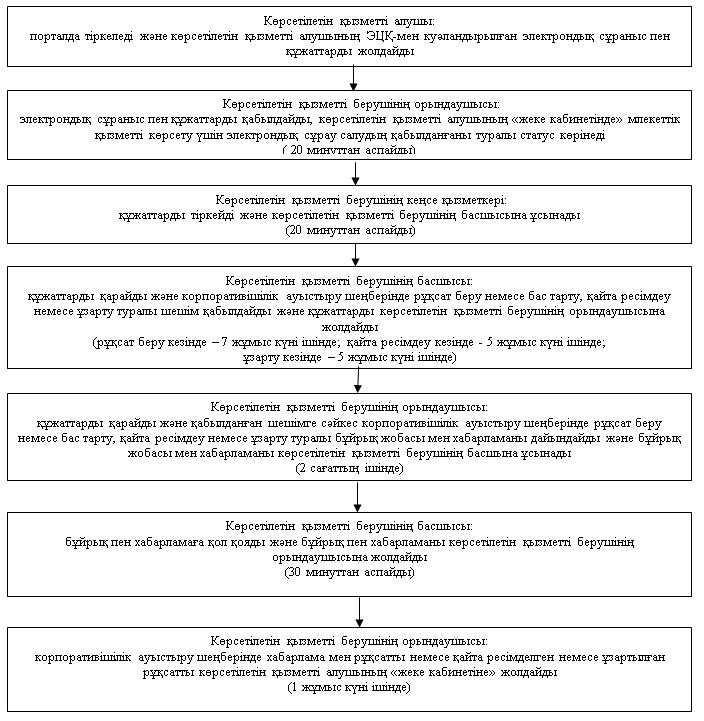 Көрсетілетін қызметті алушы:
порталда тіркеледі және көрсетілетін қызметті алушының ЭЦҚ-мен куәландырылған электрондық сұраныс пен
құжаттарды жолдайды
Көрсетілетін қызметті берушінің орындаушысы:
электрондық сұраныс пен құжаттарды қабылдайды, көрсетілетін қызметті алушының «жеке кабинетінде» млекеттік
қызметті көрсету үшін электрондық сұрау салудың қабылданғаны туралы статус көрінеді
( 20 минуттан аспайды)
Көрсетілетін қызметті берушінің кеңсе қызметкері:
құжаттарды тіркейді және көрсетілетін қызметті берушінің басшысына ұсынады
(20 минуттан аспайды)
Көрсетілетін қызметті берушінің басшысы:
құжаттарды қарайды және корпоративішілік ауыстыру шеңберінде рұқсат беру немесе бас тарту, қайта ресімдеу
немесе ұзарту туралы шешім қабылдайды және құжаттарды көрсетілетін қызметті берушінің орындаушысына
жолдайды
(рұқсат беру кезінде – 7 жұмыс күні ішінде; қайта ресімдеу кезінде - 5 жұмыс күні ішінде;
ұзарту кезінде – 5 жұмыс күні ішінде)
Көрсетілетін қызметті берушінің орындаушысы:
құжаттарды қарайды және қабылданған шешімге сәйкес корпоративішілік ауыстыру шеңберінде рұқсат беру
немесе бас тарту, қайта ресімдеу немесе ұзарту туралы бұйрық жобасы мен хабарламаны дайындайды және бұйрық
жобасы мен хабарламаны көрсетілетін қызметті берушінің басшына ұсынады
(2 сағаттың ішінде)
Көрсетілетін қызметті берушінің басшысы:
бұйрық пен хабарламаға қол қояды және бұйрық пен хабарламаны көрсетілетін қызметті берушінің
орындаушысына жолдайды
(30 минуттан аспайды)
Көрсетілетін қызметті берушінің орындаушысы:
корпоративішілік ауыстыру шеңберінде хабарлама мен рұқсатты немесе қайта ресімделген немесе ұзартылған
рұқсатты көрсетілетін қызметті алушының «жеке кабинетіне» жолдайды
(1 жұмыс күні ішінде)